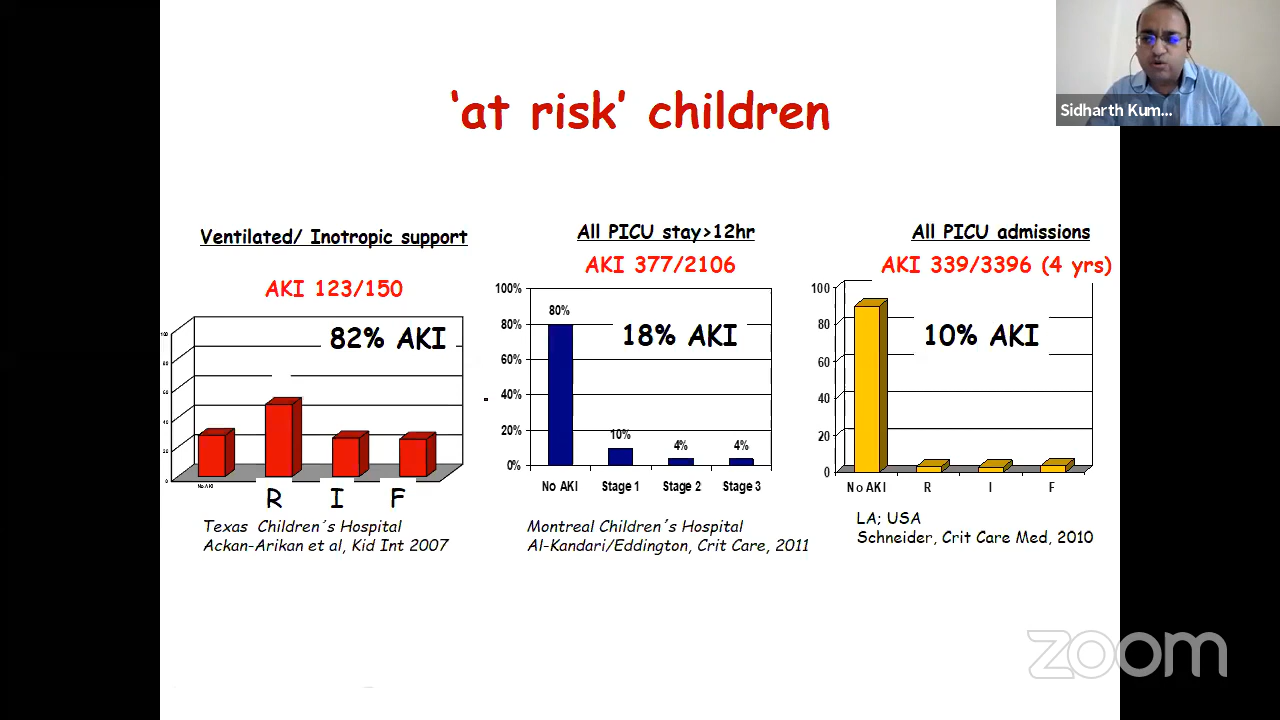 Sidharth Kum...
‘at risk’ children
Ventilated/ Inotropic support
AKI 123/150
82% AKI
No AKI
R I F
Texas Children´s Hospital
Ackan-Arikan et al, Kid Int 2007
All PICU stay>12hr
AKI 377/2106
18% AKI
100%
80%
60%
40%
20%
0%
80%
10%
4%
4%
No AKI Stage 1 Stage 2 Stage 3
Montreal Children´s Hospital
Al-Kandari/Eddington, Crit Care, 2011
All PICU admissions
AKI 339/3396 (4 yrs)
10% AKI
100
80
60
40
20
0
No AKI R I F
LA; USA
Schneider, Crit Care Med, 2010
zoom